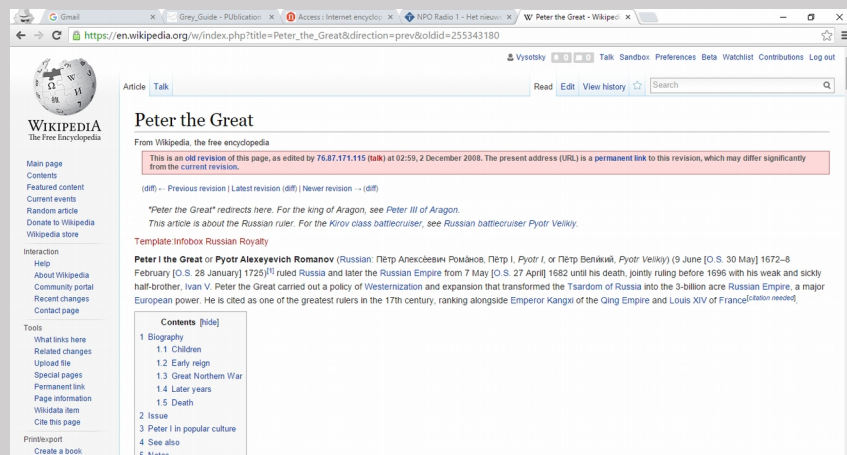 Gmail
Grey_Guide - PUblication
Access : Internet encyclop
NPO Radio 1 - Het nieuw
W Peter the Great - Wikiped
https://en.wikipedia.org/w/index.php?title=Peter_the_Great&direction=prev&oldid=255343180
Vysotsky 0 0 Talk Sandbox Preferences Beta Watchlist Contributions Log out
Article Talk
Read Edit View history Search
WIKIPEDIA
The Free Encyclopedia
Main page
Contents
Featured content
Current events
Random article
Donate to Wikipedia
Wikipedia store
Interaction
Help
About Wikipedia
Community portal
Recent changes
Contact page
Tools
What links here
Related changes
Upload file
Special pages
Permanent link
Page information
Wikidata item
Cite this page
Print/export
Create a book
Peter the Great
From Wikipedia, the free encyclopedia
This is an old revision of this page, as edited by 76.87.171.115 (talk) at 02:59, 2 December 2008. The present address (URL) is a permanent link to this revision, which may differ significantly
from the current revision.
(diff) ← Previous revision | Latest revision (diff) | Newer revision → (diff)
"Peter the Great" redirects here. For the king of Aragon, see Peter III of Aragon.
This article is about the Russian ruler. For the Kirov class battlecruiser, see Russian battlecruiser Pyotr Velikiy.
Template:Infobox Russian Royalty
Peter I the Great or Pyotr Alexeyevich Romanov (Russian: Пётр Алексе́евич Рома́нов, Пётр I, Pyotr I, or Пётр Вели́кий, Pyotr Velikiy) (9 June [O.S. 30 May] 1672–8
February [O.S. 28 January] 1725)[1] ruled Russia and later the Russian Empire from 7 May [O.S. 27 April] 1682 until his death, jointly ruling before 1696 with his weak and sickly
half-brother, Ivan V. Peter the Great carried out a policy of Westernization and expansion that transformed the Tsardom of Russia into the 3-billion acre Russian Empire, a major
European power. He is cited as one of the greatest rulers in the 17th century, ranking alongside Emperor Kangxi of the Qing Empire and Louis XIV of France[citation needed].
Contents [hide]
1 Biography
1.1 Children
1.2 Early reign
1.3 Great Northern War
1.4 Later years
1.5 Death
2 Issue
3 Peter I in popular culture
4 See also
5 Notes